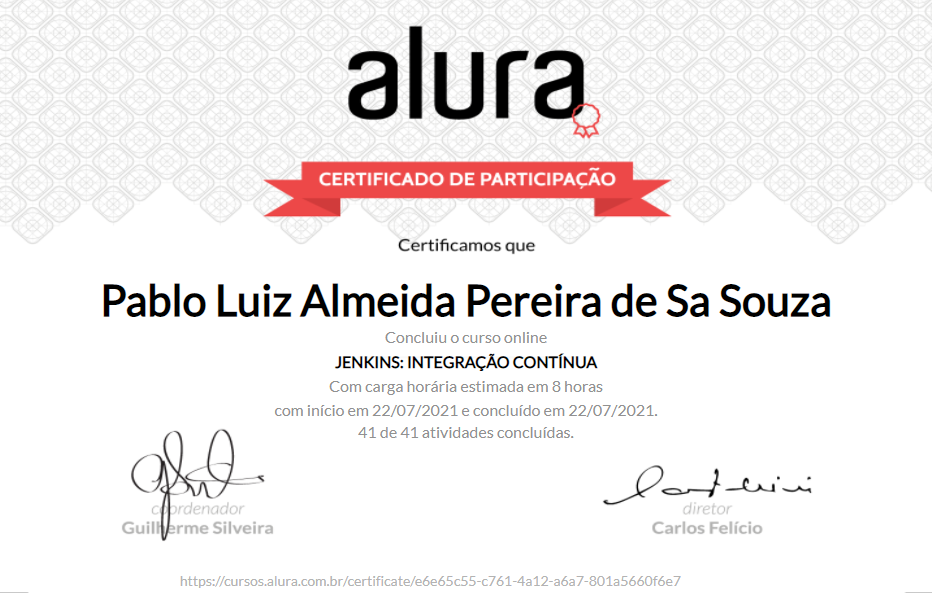 alura
CERTIFICADO DE PARTICIPAÇÃO
Certificamos que
Pablo Luiz Almeida Pereira de Sa Souza
Concluiu o curso online
JENKINS: INTEGRAÇÃO CONTÍNUA
Com carga horária estimada em 8 horas
com início em 22/07/2021 e concluído em 22/07/2021.
41 de 41 atividades concluídas.
coordenador
Guilherme Silveira
diretor
Carlos Felício
https://cursos.alura.com.br/certificate/e6e65c55-c761-4a12-a6a7-801a5660f6e7